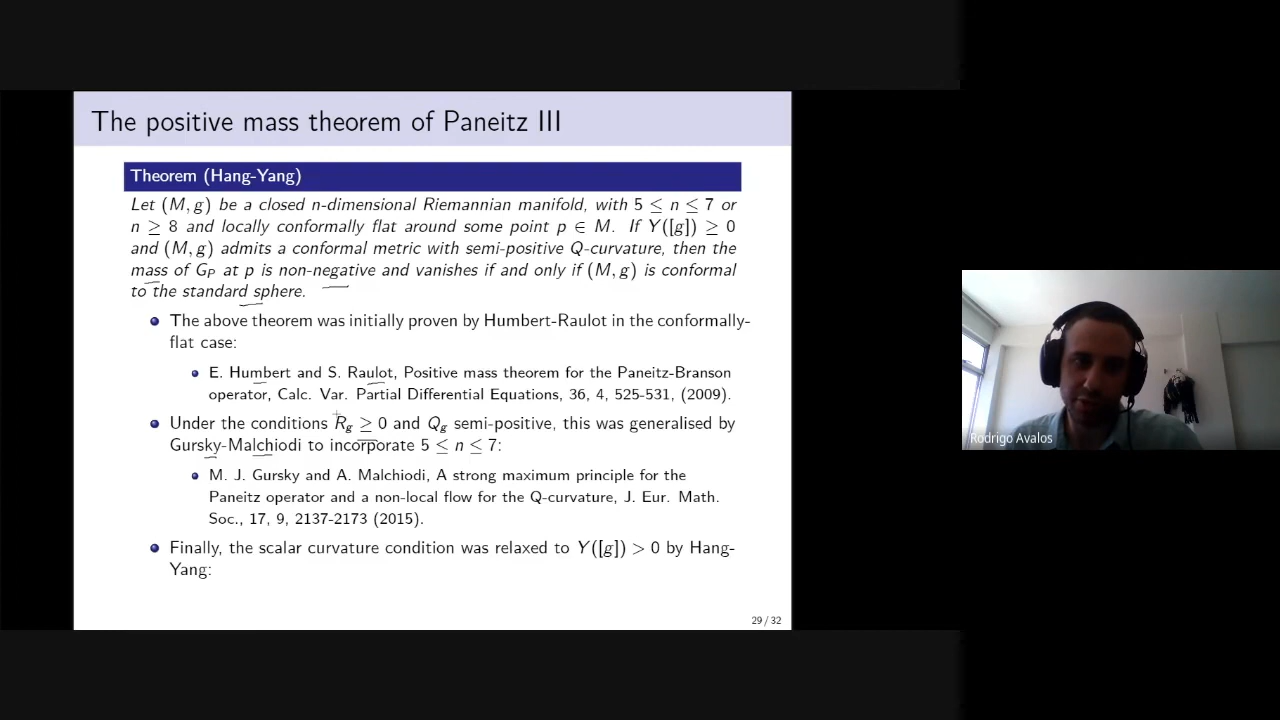 The positive mass theorem of Paneitz III
Theorem (Hang-Yang)
Let (M, g) be a closed n-dimensional Riemannian manifold, with 5 ≤ n ≤ 7 or
n ≥ 8 and locally conformally flat around some point p ∈ M. If Y([g]) ≥ 0
and (M, g) admits a conformal metric with semi-positive Q-curvature, then the
mass of G_P at p is non-negative and vanishes if and only if (M, g) is conformal
to the standard sphere.
The above theorem was initially proven by Humbert-Raulot in the conformally-
flat case:
E. Humbert and S. Raulot, Positive mass theorem for the Paneitz-Branson
operator, Calc. Var. Partial Differential Equations, 36, 4, 525-531, (2009).
Under the conditions R_g ≥ 0 and Q_g semi-positive, this was generalised by
Gursky-Malchiodi to incorporate 5 ≤ n ≤ 7:
M. J. Gursky and A. Malchiodi, A strong maximum principle for the
Paneitz operator and a non-local flow for the Q-curvature, J. Eur. Math.
Soc., 17, 9, 2137-2173 (2015).
Finally, the scalar curvature condition was relaxed to Y([g]) > 0 by Hang-
Yang:
29 / 32
Rodrigo Avalos